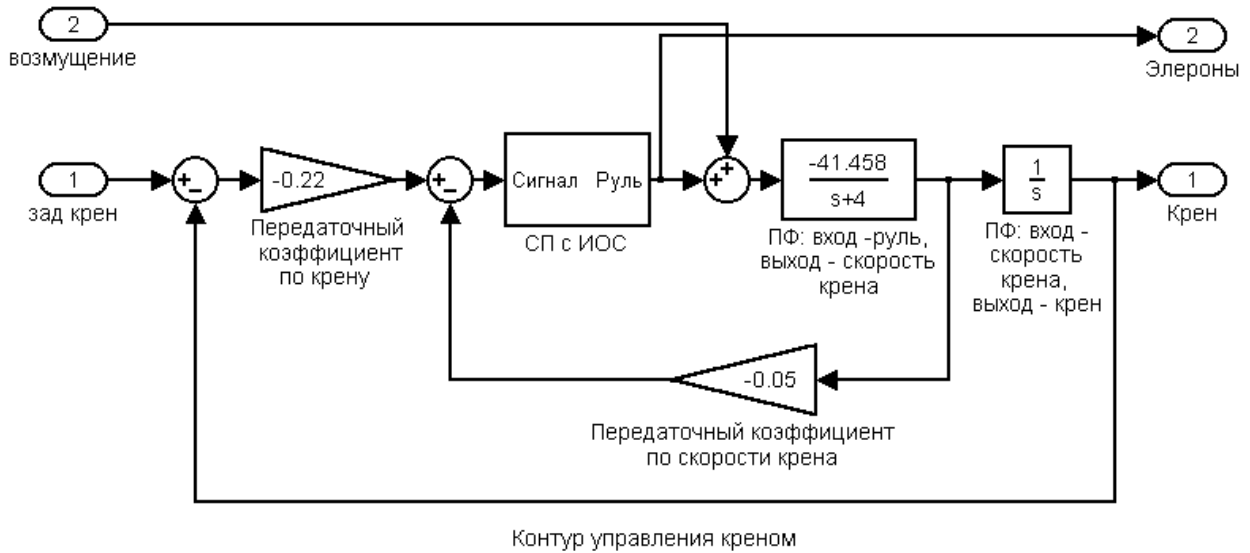 2
возмущение
2
Элероны
1
зад крен
-0.22
Передаточный
коэффициент
по крену
Сигнал Руль
СП с ИОС
-41.458
s+4
ПФ: вход -руль,
выход - скорость
крена
1
s
ПФ: вход -
скорость
крена,
выход - крен
1
Крен
-0.05
Передаточный коэффициент
по скорости крена
Контур управления креном